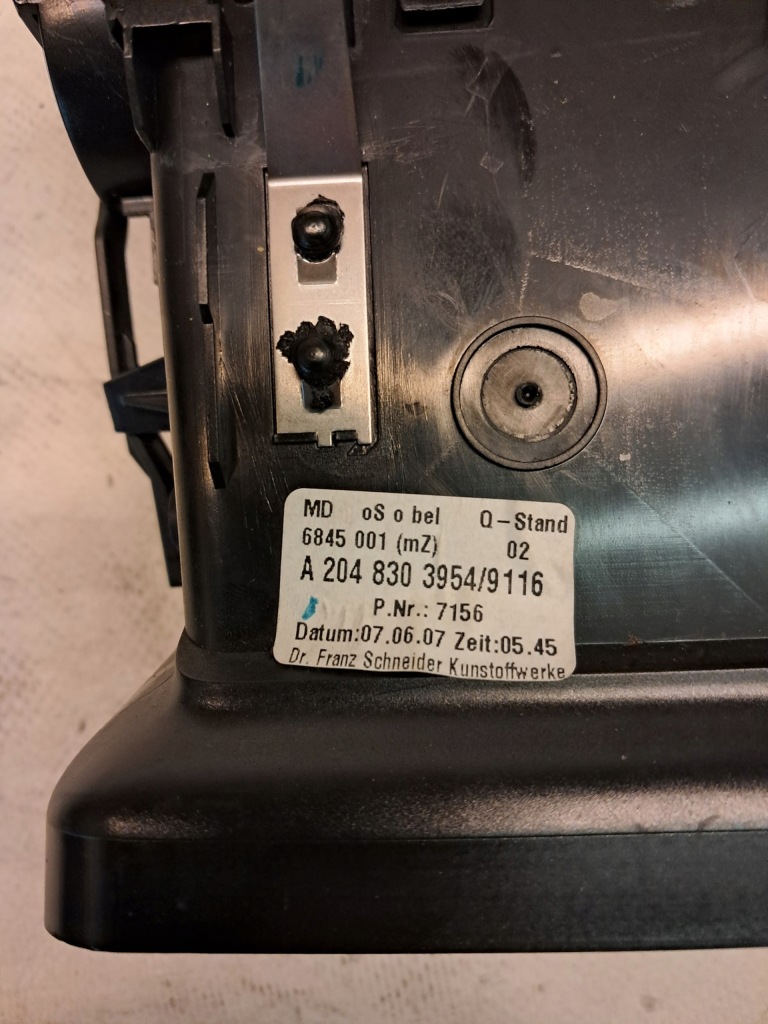 MD oS o bel Q-Stand
6845 001 (mZ) 02
A 204 830 3954/9116
P.Nr.: 7156
Datum:07.06.07 Zeit:05.45
Dr. Franz Schneider Kunstoffwerke